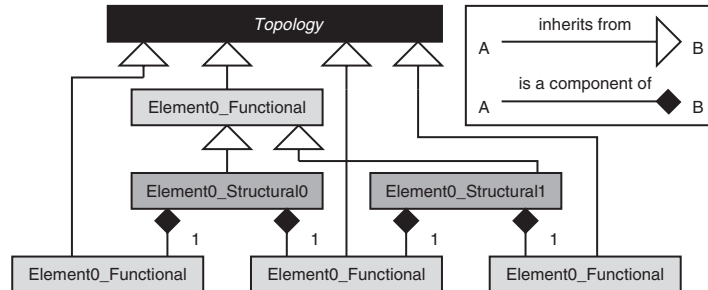 Topology
inherits from
A
B
is a component of
A
B
Element0_Functional
Element0_Structural0
Element0_Structural1
1
1
1
1
Element0_Functional
Element0_Functional
Element0_Functional